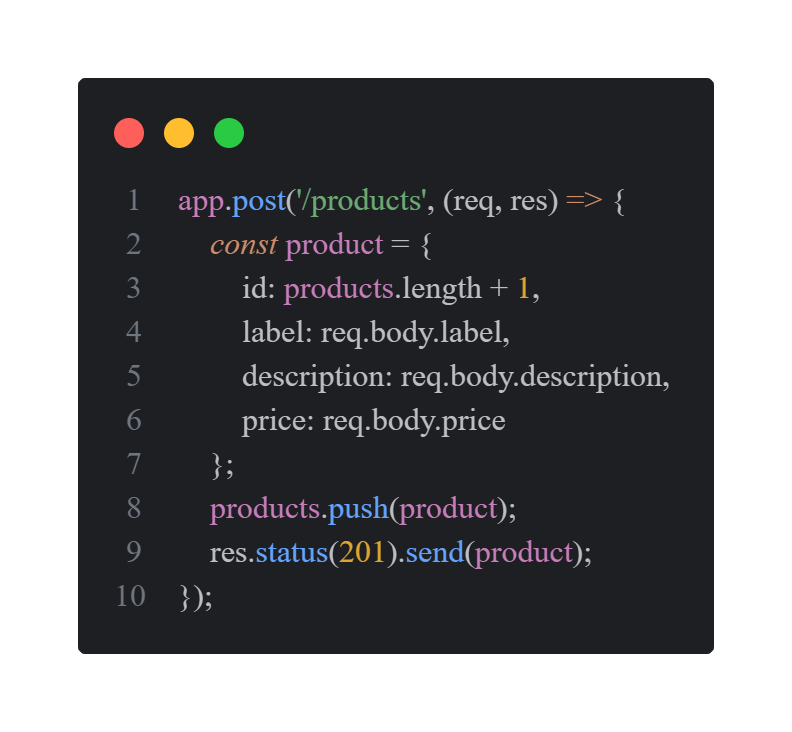 1 app.post('/products', (req, res) => {
2 const product = {
3 id: products.length + 1,
4 label: req.body.label,
5 description: req.body.description,
6 price: req.body.price
7 };
8 products.push(product);
9 res.status(201).send(product);
10 });